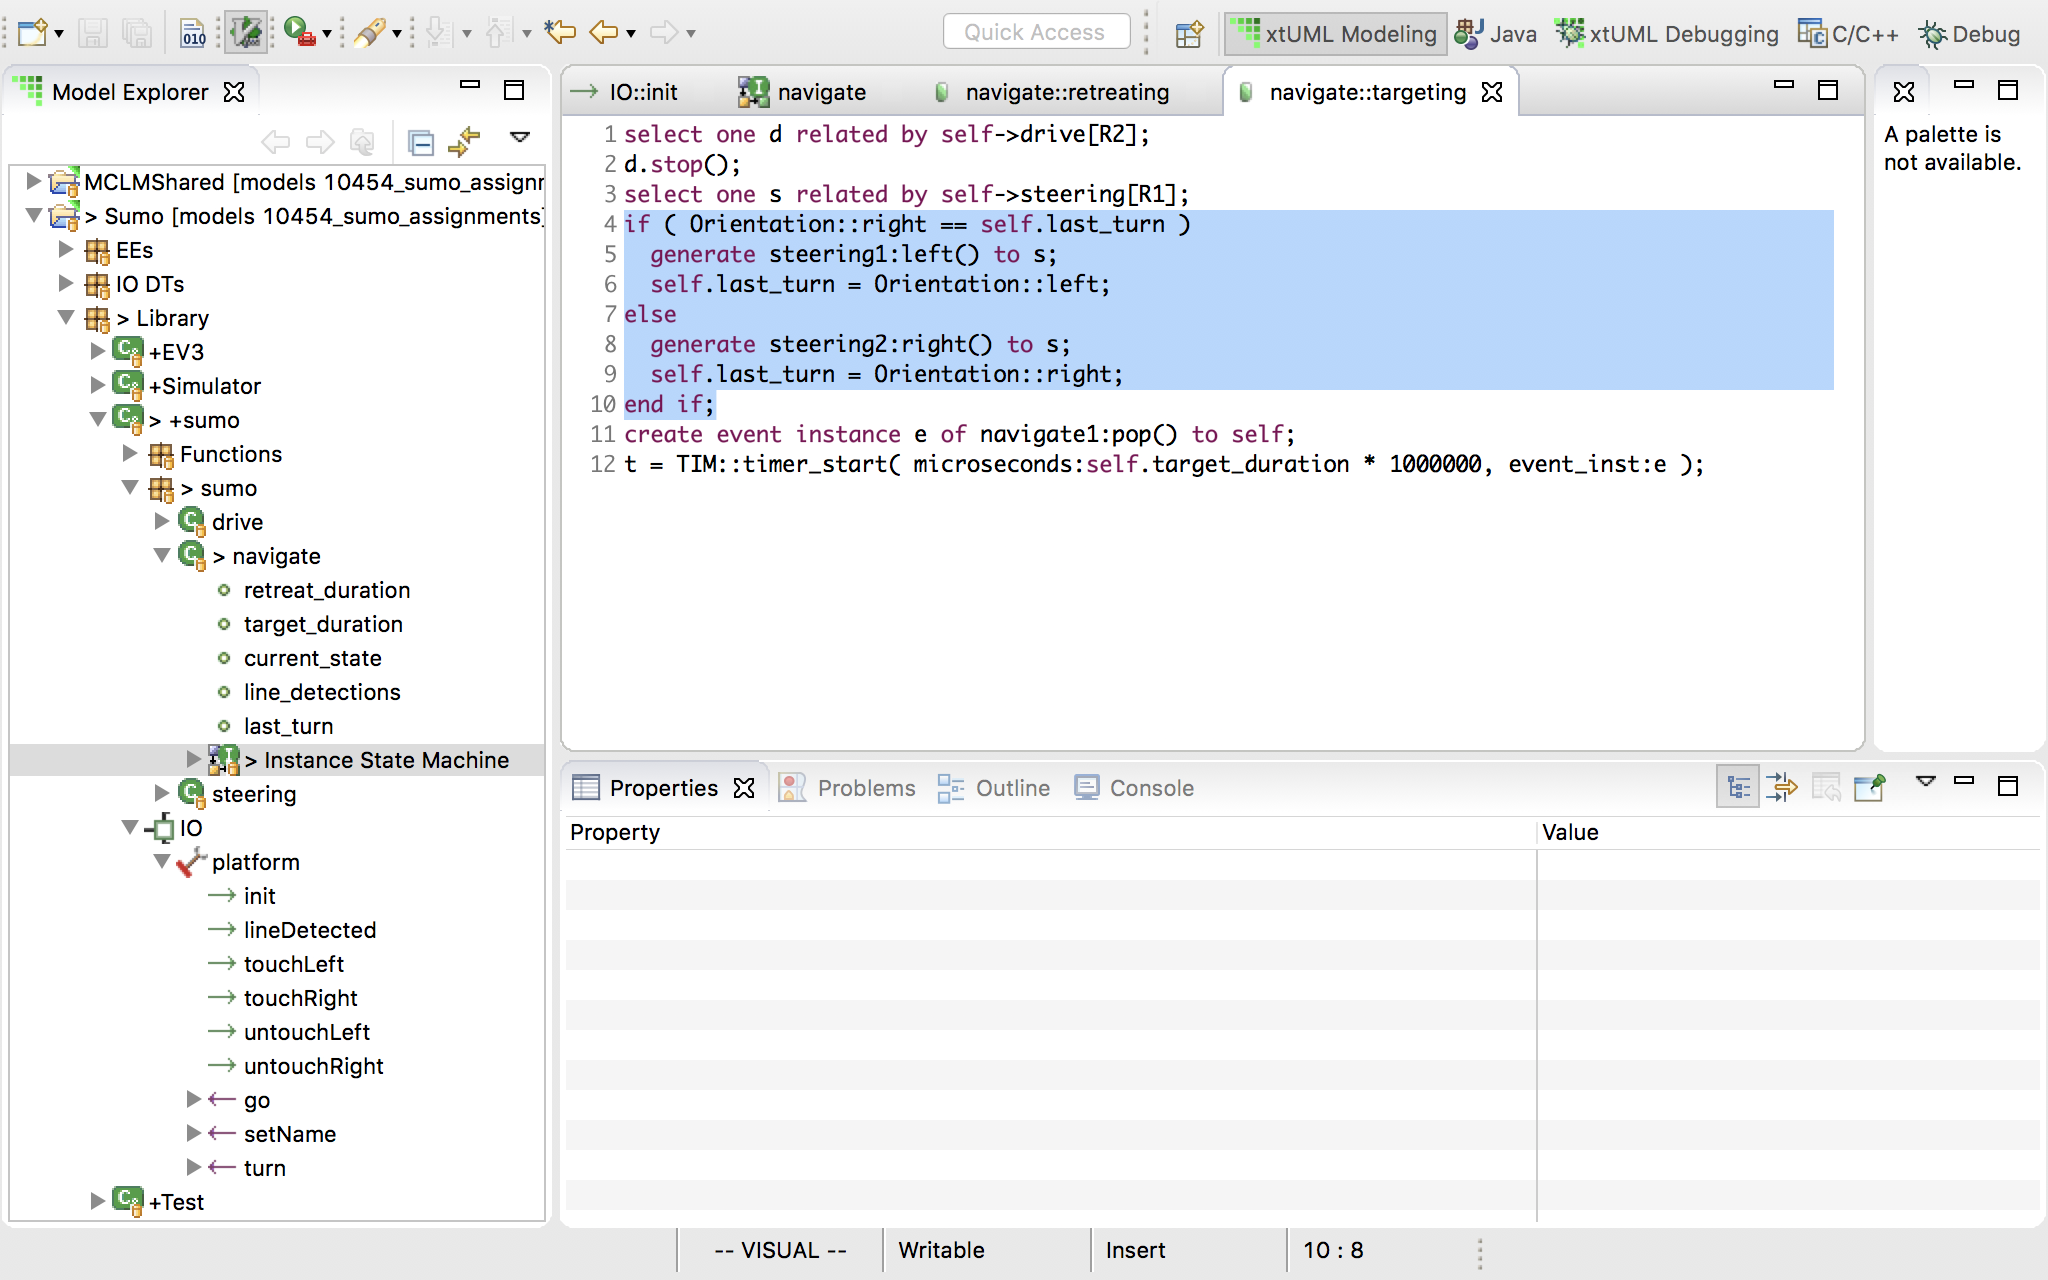 010
Quick Access
xtUML Modeling
Java
xtUML Debugging
C/C++
Debug
Model Explorer
MCLMShared [models 10454_sumo_assignr
> Sumo [models 10454_sumo_assignments]
EEs
IO DTs
> Library
+EV3
+Simulator
> +sumo
Functions
> sumo
drive
> navigate
retreat_duration
target_duration
current_state
line_detections
last_turn
> Instance State Machine
steering
IO
platform
init
lineDetected
touchLeft
touchRight
untouchLeft
untouchRight
go
setName
turn
+Test
IO::init
navigate
navigate::retreating
navigate::targeting
1 select one d related by self->drive[R2];
2 d.stop();
3 select one s related by self->steering[R1];
4 if ( Orientation::right == self.last_turn )
5   generate steering1:left() to s;
6   self.last_turn = Orientation::left;
7 else
8   generate steering2:right() to s;
9   self.last_turn = Orientation::right;
10 end if;
11 create event instance e of navigate1:pop() to self;
12 t = TIM::timer_start( microseconds:self.target_duration * 1000000, event_inst:e );
A palette is
not available.
Properties
Problems
Outline
Console
Property
Value
-- VISUAL --
Writable
Insert
10 : 8